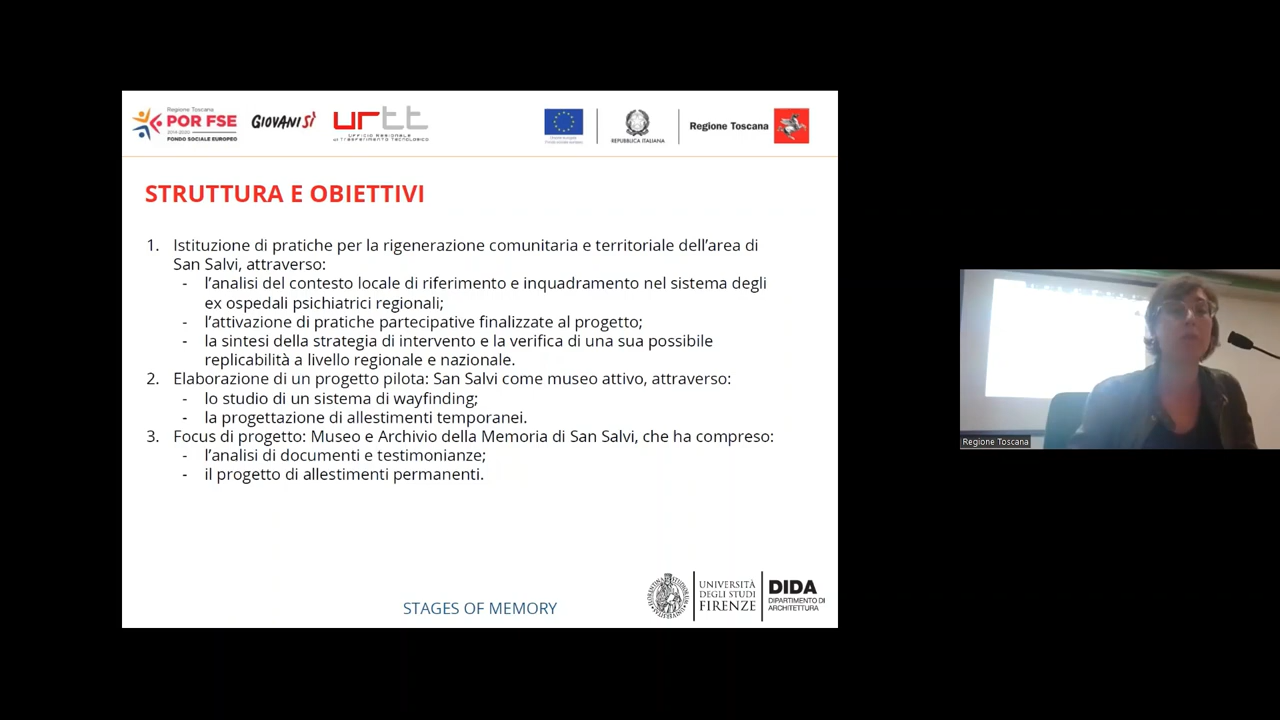 Regione Toscana
POR FSE
2014-2020
FONDO SOCIALE EUROPEO
GIOVANISÌ
urtt
Ufficio Regionale
di Trasferimento Tecnologico
Unione europea
Fondo sociale europeo
REPUBBLICA ITALIANA
Regione Toscana
STRUTTURA E OBIETTIVI
1. Istituzione di pratiche per la rigenerazione comunitaria e territoriale dell’area di
San Salvi, attraverso:
- l’analisi del contesto locale di riferimento e inquadramento nel sistema degli
ex ospedali psichiatrici regionali;
- l’attivazione di pratiche partecipative finalizzate al progetto;
- la sintesi della strategia di intervento e la verifica di una sua possibile
replicabilità a livello regionale e nazionale.
2. Elaborazione di un progetto pilota: San Salvi come museo attivo, attraverso:
- lo studio di un sistema di wayfinding;
- la progettazione di allestimenti temporanei.
3. Focus di progetto: Museo e Archivio della Memoria di San Salvi, che ha compreso:
- l’analisi di documenti e testimonianze;
- il progetto di allestimenti permanenti.
STAGES OF MEMORY
UNIVERSITÀ
DEGLI STUDI
FIRENZE
DIDA
DIPARTIMENTO DI
ARCHITETTURA
Regione Toscana